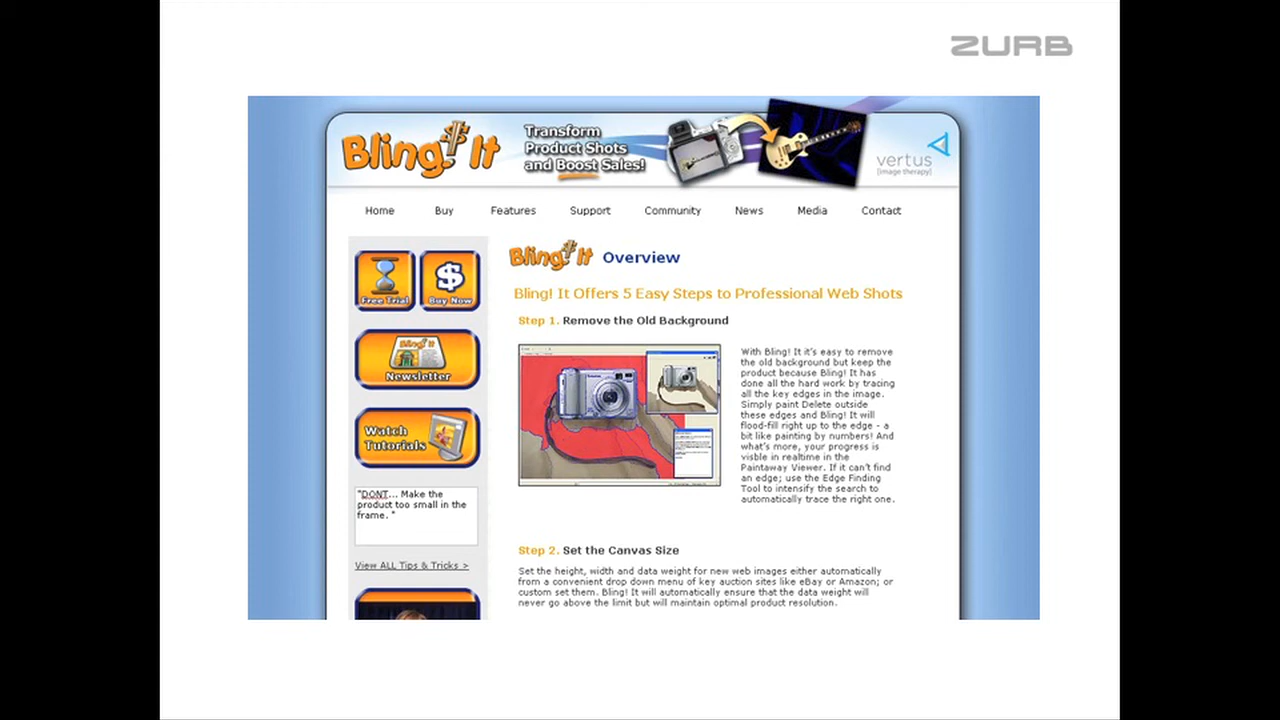 ZURB
Bling! It
Transform
Product Shots
and Boost Sales!
vertus
[image therapy]
Home Buy Features Support Community News Media Contact
Free Trial Buy Now
Bling! It
Newsletter
Watch
Tutorials
"DONT... Make the
product too small in the
frame. "
View ALL Tips & Tricks >
Bling! It Overview
Bling! It Offers 5 Easy Steps to Professional Web Shots
Step 1. Remove the Old Background
With Bling! It it's easy to remove
the old background but keep the
product because Bling! It has
done all the hard work by tracing
all the key edges in the image.
Simply paint Delete outside
these edges and Bling! It will
flood-fill right up to the edge - a
bit like painting by numbers! And
what's more, your progress is
visble in realtime in the
Paintaway Viewer. If it can't find
an edge; use the Edge Finding
Tool to intensify the search to
automatically trace the right one.
Step 2. Set the Canvas Size
Set the height, width and data weight for new web images either automatically
from a convenient drop down menu of key auction sites like eBay or Amazon; or
custom set them. Bling! It will automatically ensure that the data weight will
never go above the limit but will maintain optimal product resolution.